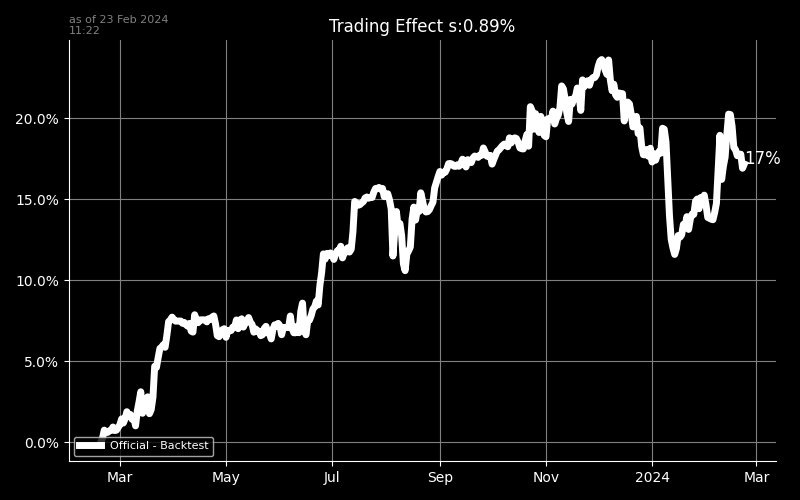 as of 23 Feb 2024
11:22
Trading Effect s:0.89%
20.0%
15.0%
10.0%
5.0%
0.0%
17%
Official - Backtest
Mar
May
Jul
Sep
Nov
2024
Mar